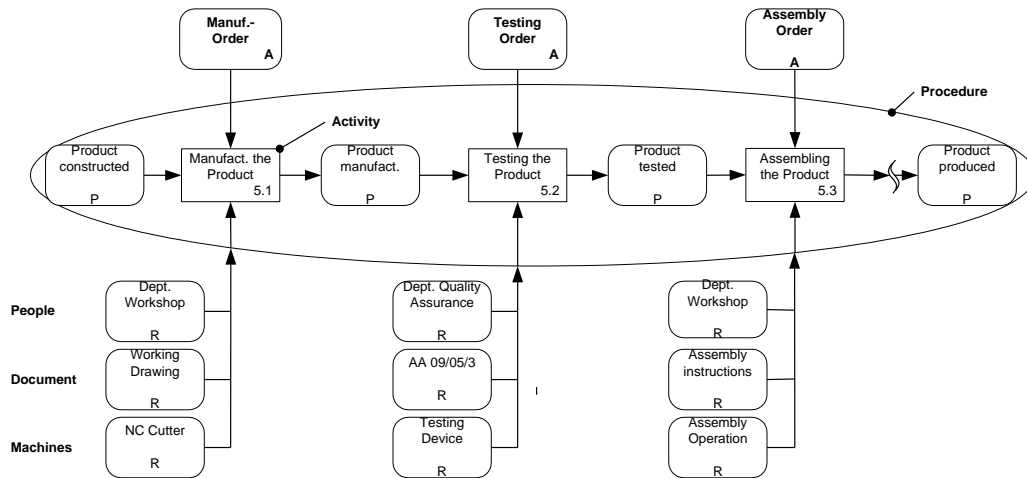 Manuf.-
Order
A
Testing
Order
A
Assembly
Order
A
Procedure
Activity
Product
constructed
P
Manufact. the
Product
5.1
Product
manufact.
P
Testing the
Product
5.2
Product
tested
P
Assembling
the Product
5.3
Product
produced
P
People
Dept.
Workshop
R
Dept. Quality
Assurance
R
Dept.
Workshop
R
Document
Working
Drawing
R
AA 09/05/3
R
Assembly
instructions
R
Machines
NC Cutter
R
Testing
Device
R
Assembly
Operation
R